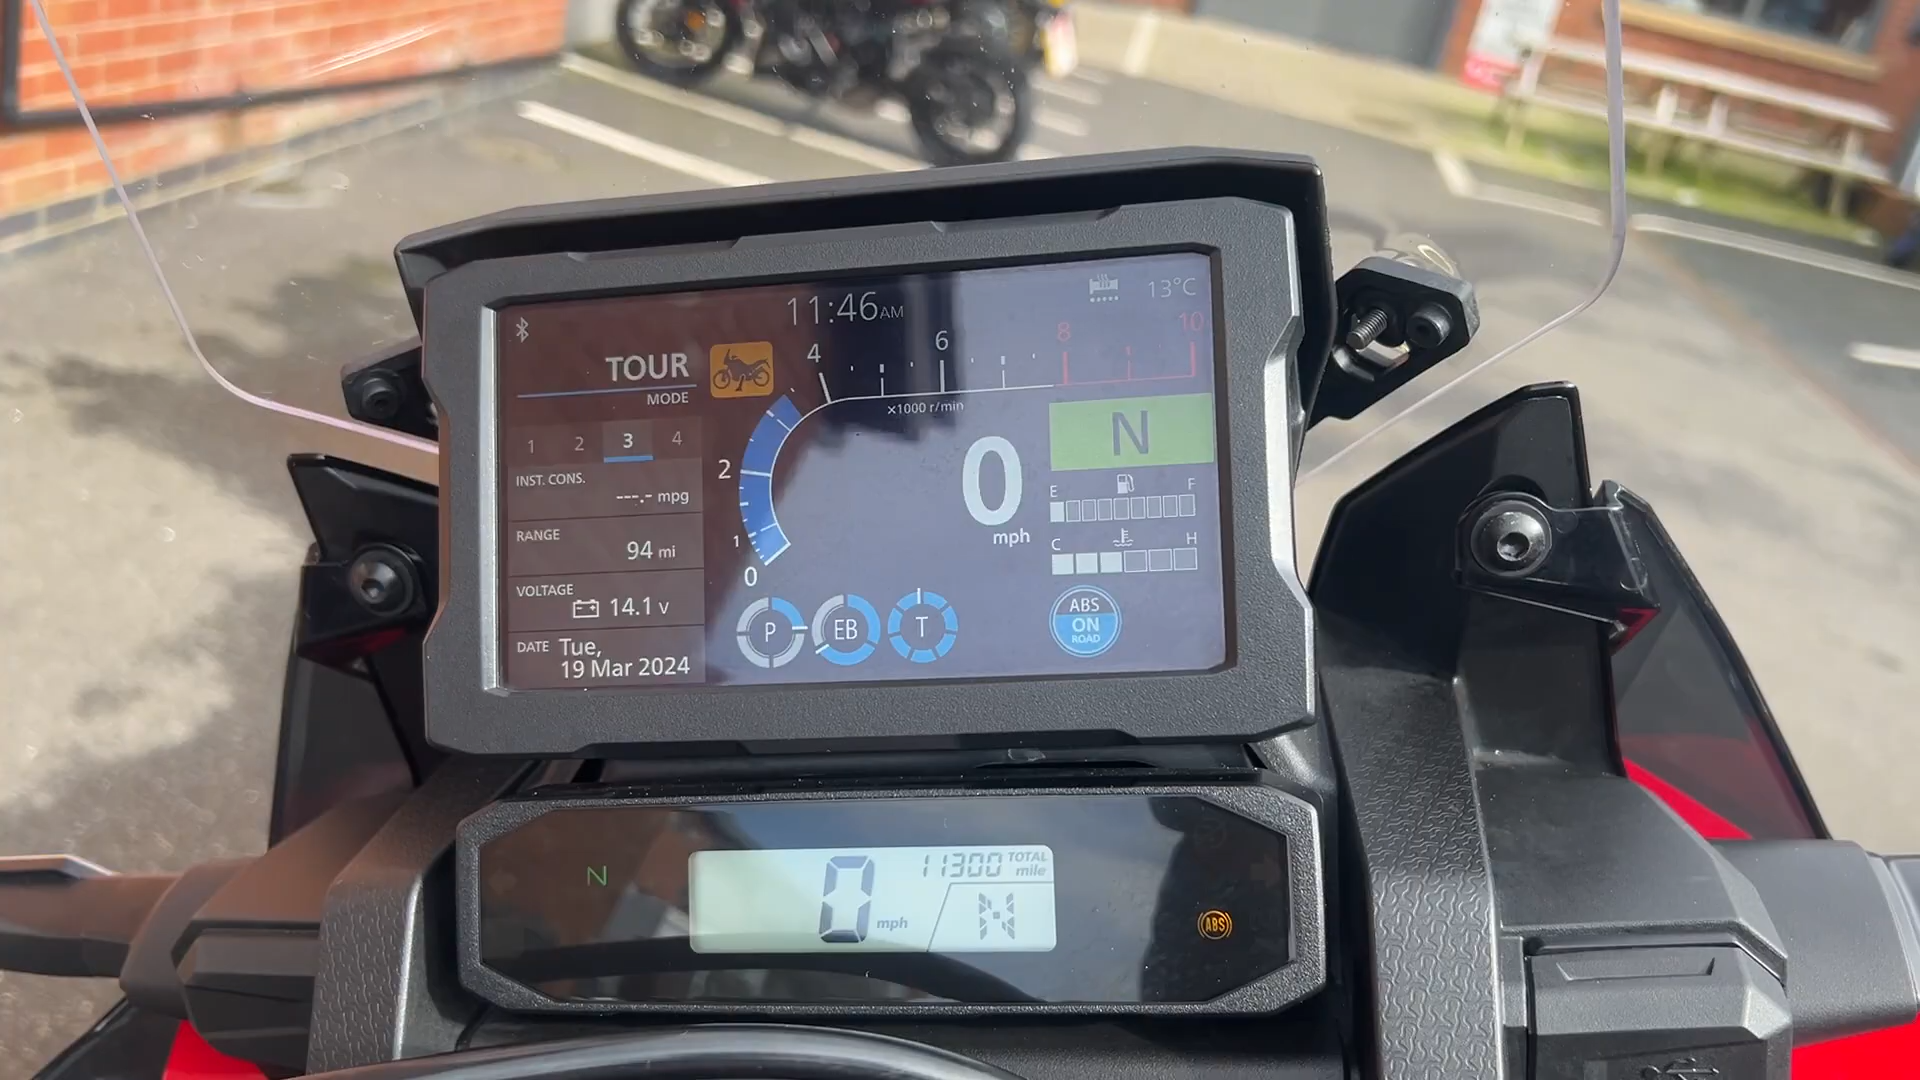 11:46 AM
13°C
TOUR
MODE
1 2 3 4
INST. CONS.
---.- mpg
RANGE
94 mi
VOLTAGE
14.1 V
DATE Tue,
19 Mar 2024
0 1 2 4 6 8 10
×1000 r/min
0
mph
N
E F
C H
P EB T
ABS
ON
ROAD
N
0 mph
11300 TOTAL
mile
N
ABS